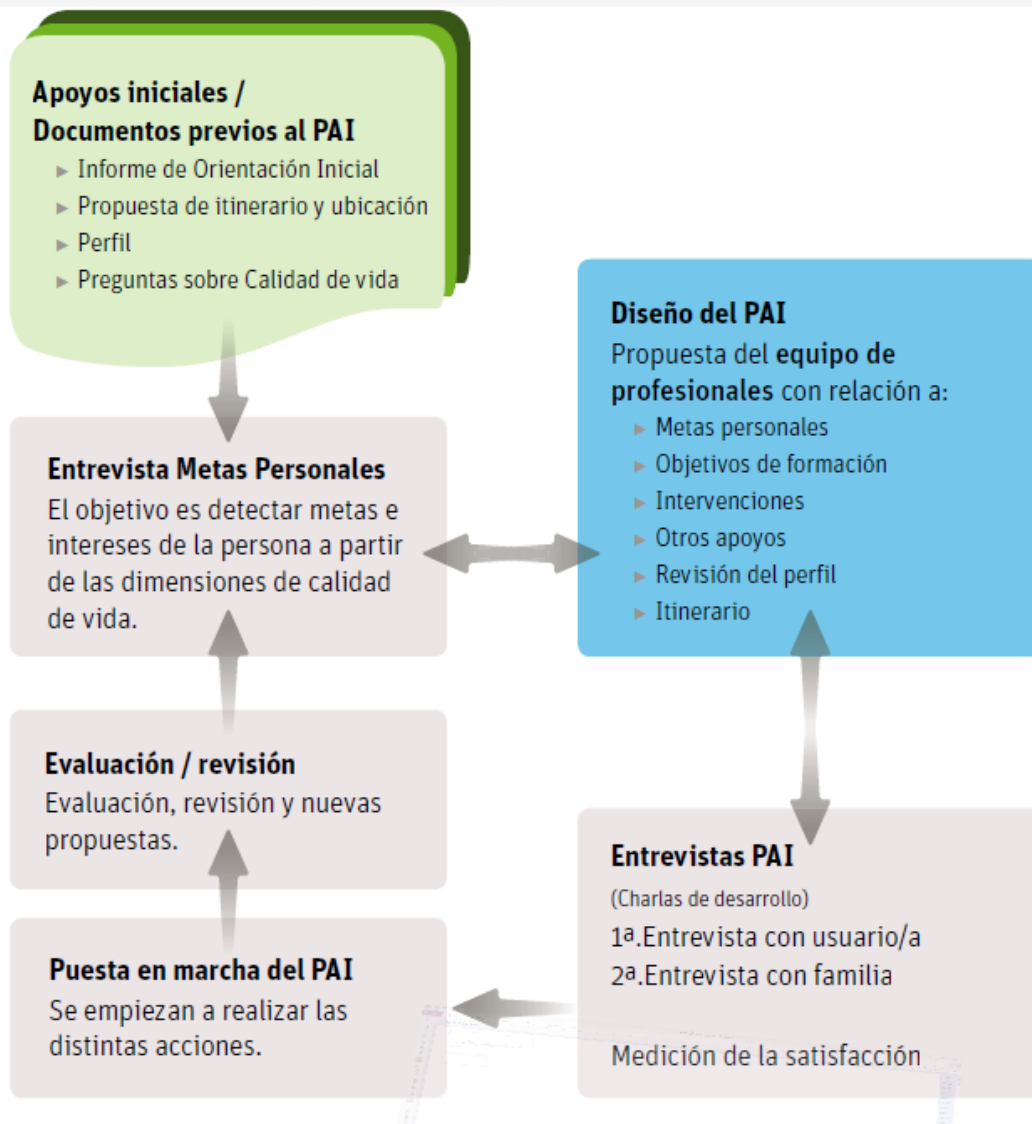 Apoyos iniciales /
Documentos previos al PAI
▸ Informe de Orientación Inicial
▸ Propuesta de itinerario y ubicación
▸ Perfil
▸ Preguntas sobre Calidad de vida
Entrevista Metas Personales
El objetivo es detectar metas e
intereses de la persona a partir
de las dimensiones de calidad
de vida.
Evaluación / revisión
Evaluación, revisión y nuevas
propuestas.
Puesta en marcha del PAI
Se empiezan a realizar las
distintas acciones.
Diseño del PAI
Propuesta del equipo de
profesionales con relación a:
▸ Metas personales
▸ Objetivos de formación
▸ Intervenciones
▸ Otros apoyos
▸ Revisión del perfil
▸ Itinerario
Entrevistas PAI
(Charlas de desarrollo)
1ª.Entrevista con usuario/a
2ª.Entrevista con familia
Medición de la satisfacción